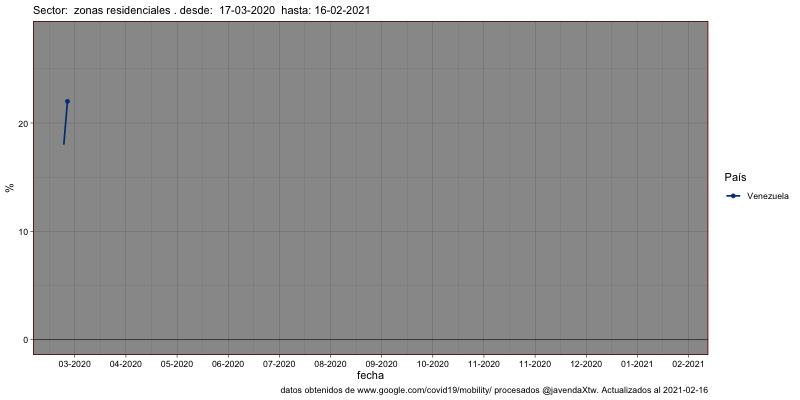 Sector:  zonas residenciales . desde:  17-03-2020  hasta: 16-02-2021
%
20
10
0
03-2020 04-2020 05-2020 06-2020 07-2020 08-2020 09-2020 10-2020 11-2020 11-2020 12-2020 01-2021 02-2021
fecha
País
Venezuela
datos obtenidos de www.google.com/covid19/mobility/ procesados @javendaXtw. Actualizados al 2021-02-16